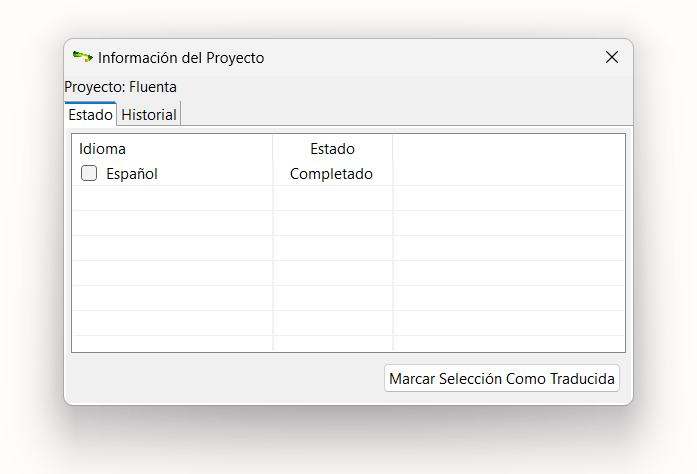 Información del Proyecto
Proyecto: Fluenta
Estado Historial
Idioma Estado
Español Completado
Marcar Selección Como Traducida